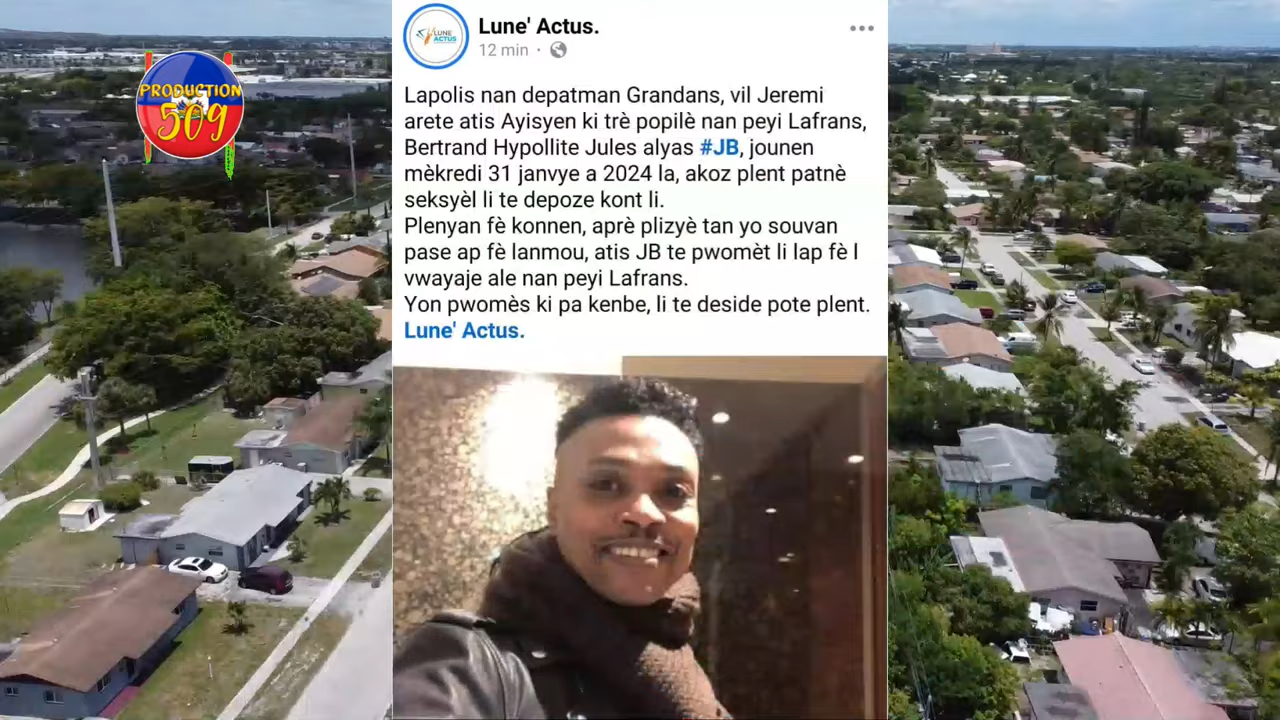 PRODUCTION
509
LUNE
ACTUS
Lune' Actus.
12 min ·
Lapolis nan depatman Grandans, vil Jeremi
arete atis Ayisyen ki trè popilè nan peyi Lafrans,
Bertrand Hypollite Jules alyas #JB, jounen
mèkredi 31 janvye a 2024 la, akoz plent patnè
seksyèl li te depoze kont li.
Plenyan fè konnen, aprè plizyè tan yo souvan
pase ap fè lanmou, atis JB te pwomèt li lap fè l
vwayaje ale nan peyi Lafrans.
Yon pwomès ki pa kenbe, li te deside pote plent.
Lune' Actus.